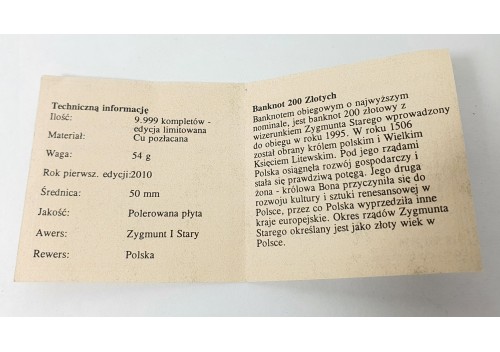 Techniczną informację
Ilość: 9.999 kompletów -
edycja limitowana
Materiał: Cu pozłacana
Waga: 54 g
Rok pierwsz. edycji:2010
Średnica: 50 mm
Jakość: Polerowana płyta
Awers: Zygmunt I Stary
Rewers: Polska
Banknot 200 Złotych
Banknotem obiegowym o najwyższym
nominale, jest banknot 200 złotowy z
wizerunkiem Zygmunta Starego wprowadzony
do obiegu w roku 1995. W roku 1506
został obrany królem polskim i Wielkim
Księciem Litewskim. Pod jego rządami
Polska osiągnęła rozwój gospodarczy i
stała się prawdziwą potęgą. Jego druga
żona - królowa Bona przyczyniła się do
rozwoju kultury i sztuki renesansowej w
Polsce, przez co Polska wyprzedziła inne
kraje europejskie. Okres rządów Zygmunta
Starego określany jest jako złoty wiek w
Polsce.